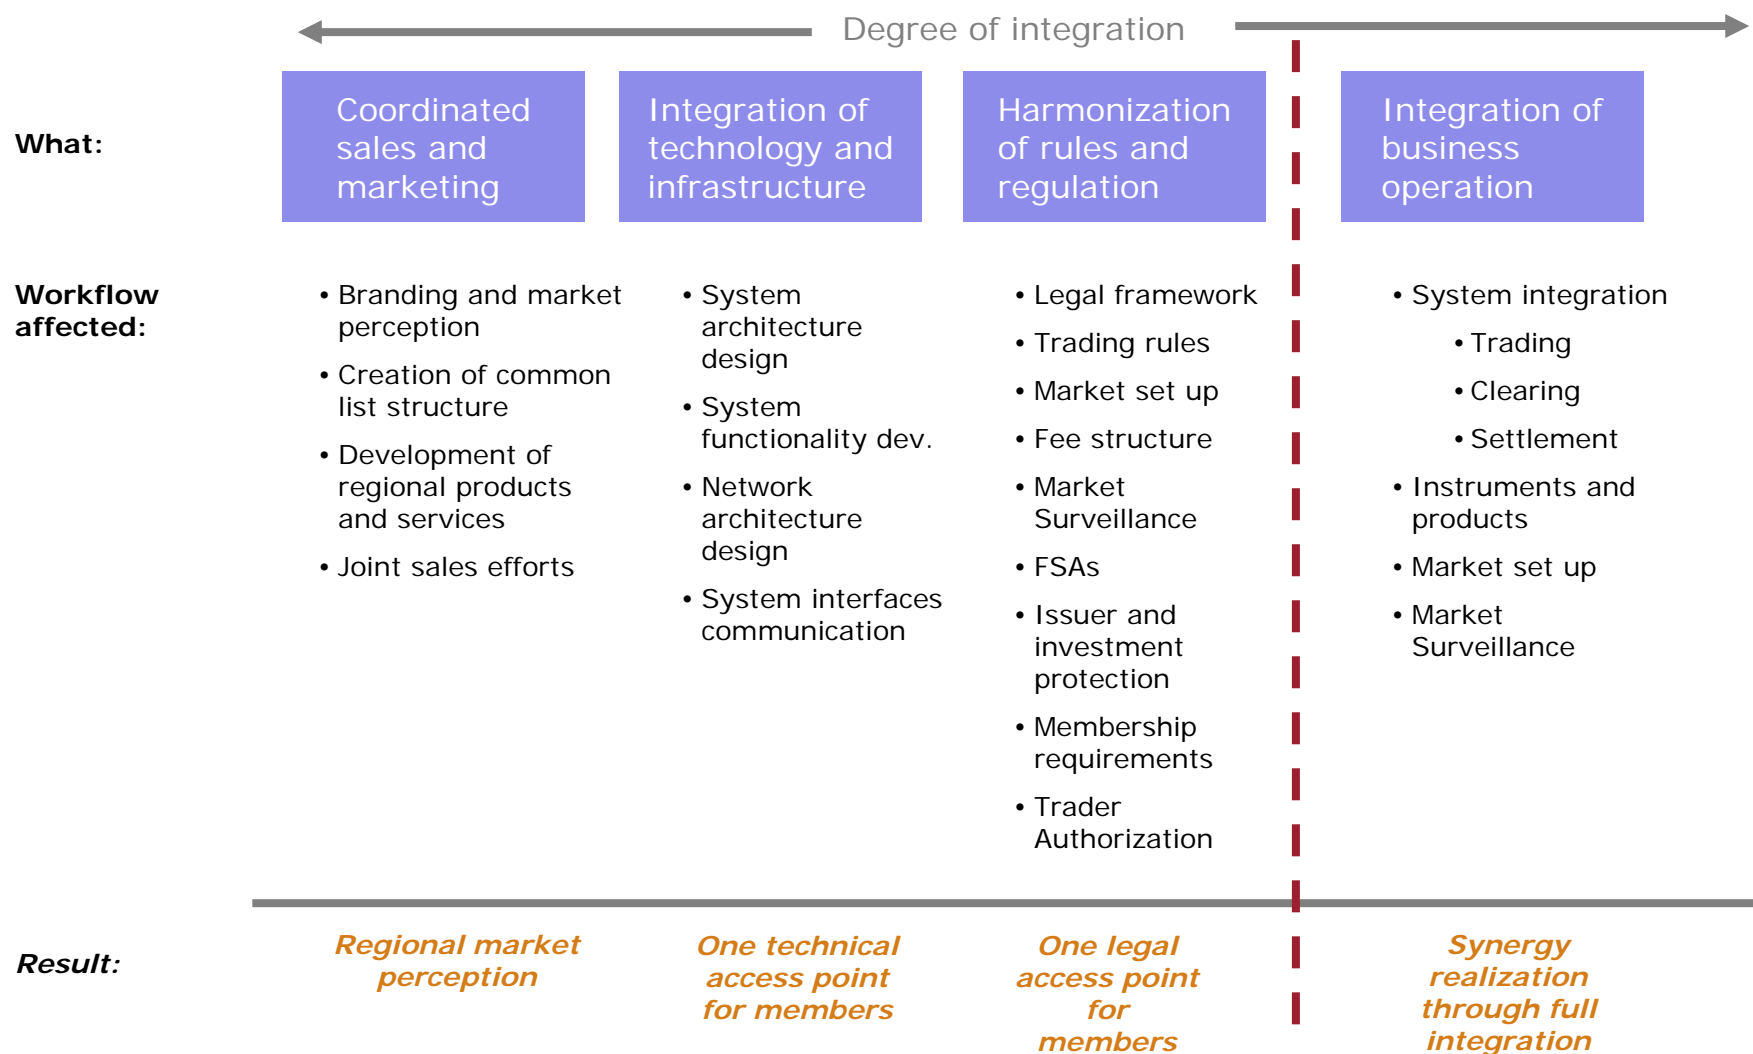 Degree of integration
What:
Coordinated
sales and
marketing
Integration of
technology and
infrastructure
Harmonization
of rules and
regulation
Integration of
business
operation
Workflow
affected:
• Branding and market
perception
• Creation of common
list structure
• Development of
regional products
and services
• Joint sales efforts
• System
architecture
design
• System
functionality dev.
• Network
architecture
design
• System interfaces
communication
• Legal framework
• Trading rules
• Market set up
• Fee structure
• Market
Surveillance
• FSAs
• Issuer and
investment
protection
• Membership
requirements
• Trader
Authorization
• System integration
• Trading
• Clearing
• Settlement
• Instruments and
products
• Market set up
• Market
Surveillance
Result:
Regional market
perception
One technical
access point
for members
One legal
access point
for
members
Synergy
realization
through full
integration